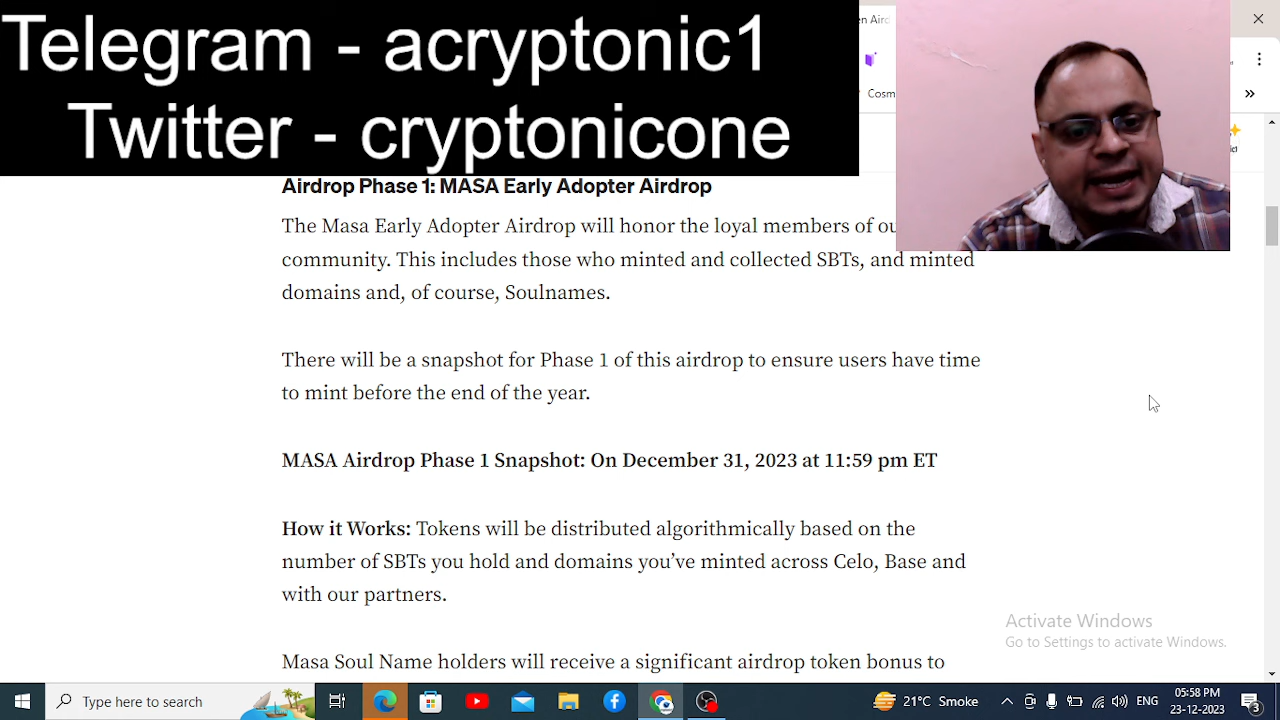 Telegram - acryptonic1
Twitter - cryptonicone
en Aird
Cosm
Airdrop Phase 1: MASA Early Adopter Airdrop
The Masa Early Adopter Airdrop will honor the loyal members of ou
community. This includes those who minted and collected SBTs, and minted
domains and, of course, Soulnames.
There will be a snapshot for Phase 1 of this airdrop to ensure users have time
to mint before the end of the year.
MASA Airdrop Phase 1 Snapshot: On December 31, 2023 at 11:59 pm ET
How it Works: Tokens will be distributed algorithmically based on the
number of SBTs you hold and domains you’ve minted across Celo, Base and
with our partners.
Activate Windows
Go to Settings to activate Windows.
Masa Soul Name holders will receive a significant airdrop token bonus to
Type here to search
21°C Smoke
ENG
05:58 PM
23-12-2023
3